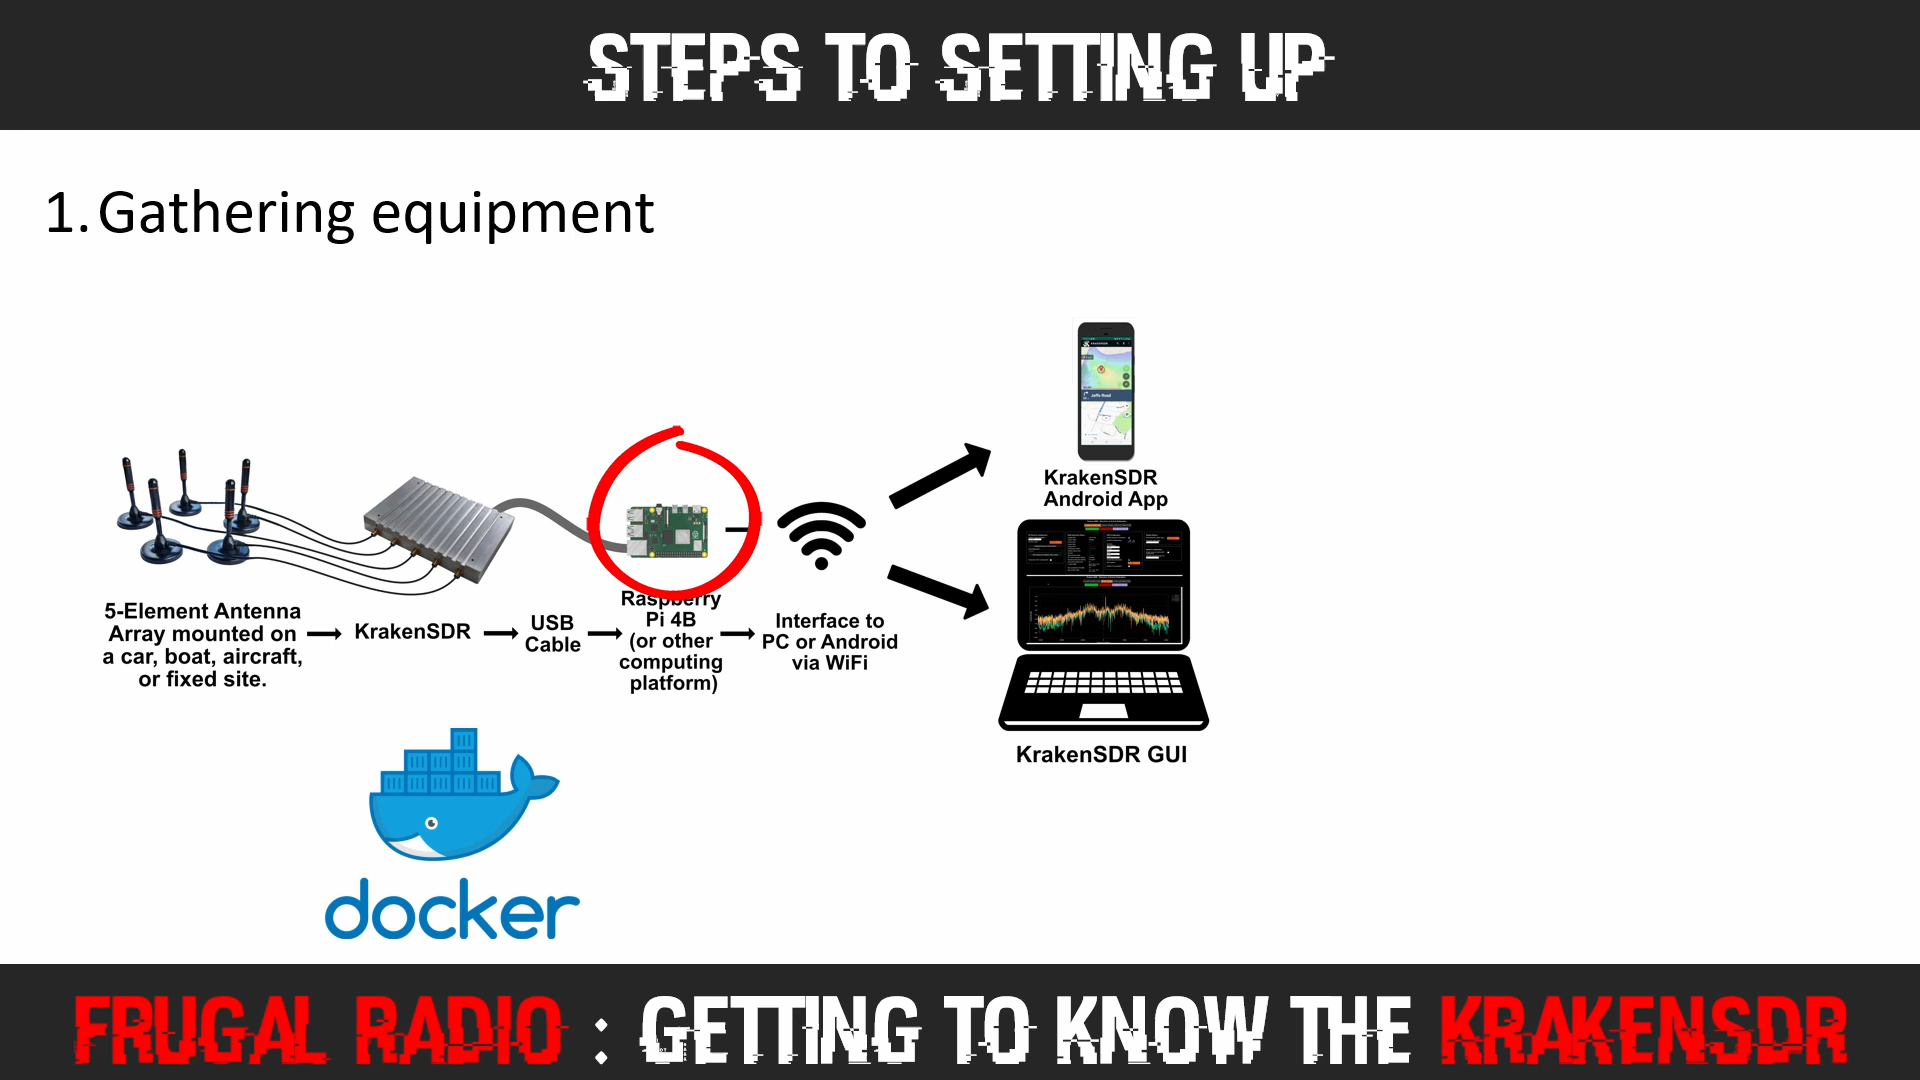 STEPS TO SETTING UP
1. Gathering equipment
KrakenSDR
Android App
5-Element Antenna
Array mounted on
a car, boat, aircraft,
or fixed site.
KrakenSDR
USB
Cable
Raspberry
Pi 4B
(or other
computing
platform)
Interface to
PC or Android
via WiFi
KrakenSDR GUI
docker
FRUGAL RADIO : GETTING TO KNOW THE KRAKENSDR